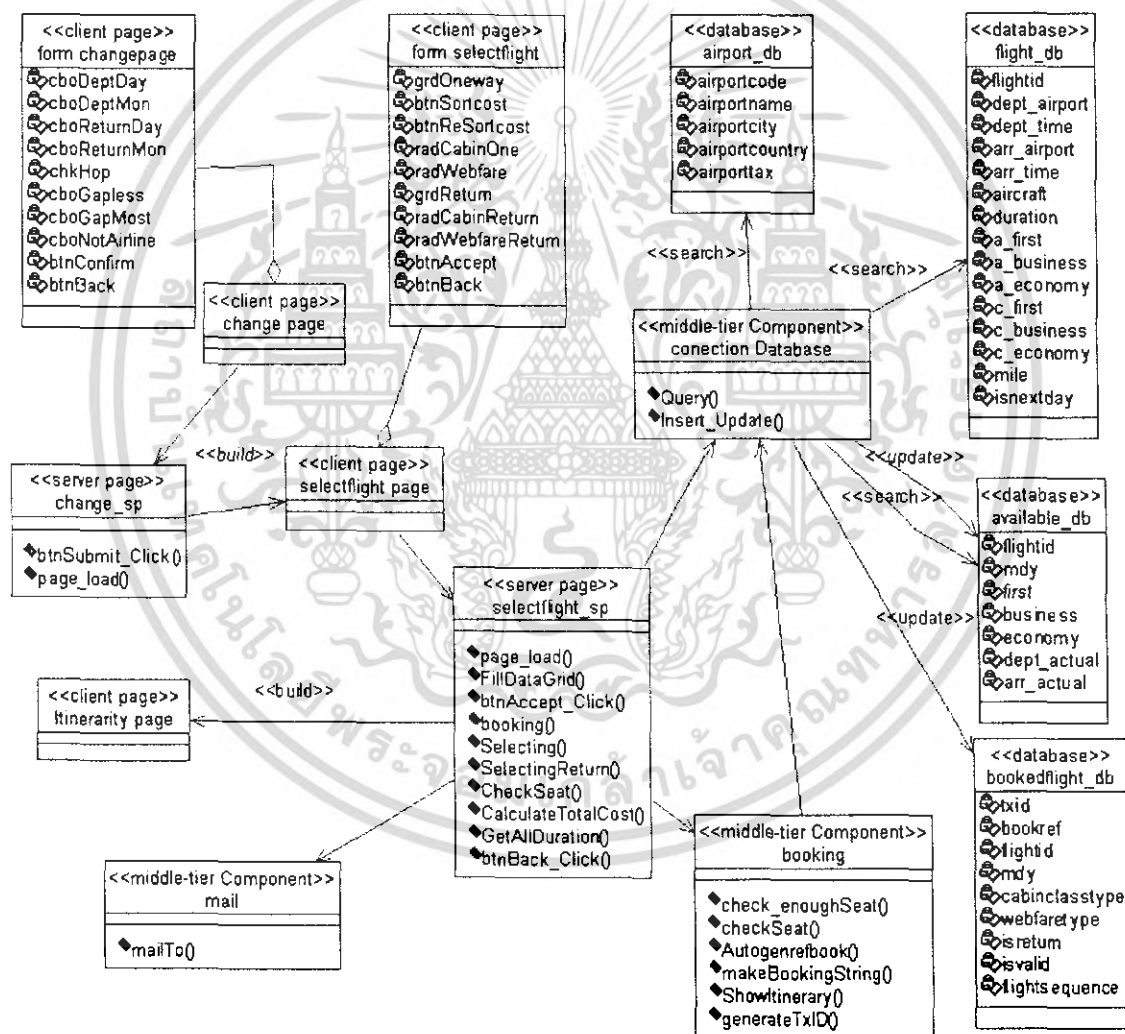 <<client page>>
form changepage
cboDeptDay
cboDeptMon
cboReturnDay
cboReturnMon
chkHop
cboGapless
cboGapMost
cboNotAirline
btnConfirm
btnBack
<<client page>>
form selectflight
grdOneway
btnSortcost
btnReSortcost
radCabinOne
radWebfare
grdReturn
radCabinReturn
radWebfareReturn
btnAccept
btnBack
<<database>>
airport_db
airportcode
airportname
airportcity
airportcountry
airporttax
<<database>>
flight_db
flightid
dept_airport
dept_time
arr_airport
arr_time
aircraft
duration
a_first
a_business
a_economy
c_first
c_business
c_economy
mile
isnextday
<<search>>
<<search>>
<<client page>>
change page
<<middle-tier Component>>
conection Database
Query()
Insert_Update()
<<build>>
<<client page>>
selectflight page
<<server page>>
change_sp
btnSubmit_Click()
page_load()
<<update>>
<<search>>
<<database>>
available_db
flightid
mdy
first
business
economy
dept_actual
arr_actual
<<update>>
<<server page>>
selectflight_sp
page_load()
FillDataGrid()
btnAccept_Click()
booking()
Selecting()
SelectingReturn()
CheckSeat()
CalculateTotalCost()
GetAllDuration()
btnBack_Click()
<<build>>
<<client page>>
Itinerarity page
<<middle-tier Component>>
mail
mailTo()
<<middle-tier Component>>
booking
check_enoughSeat()
checkSeat()
Autogenrefbook()
makeBookingString()
ShowItinerary()
generateTxID()
<<database>>
bookedflight_db
txid
bookref
flightid
mdy
cabinclasstype
webfaretype
isreturn
isvalid
flightsequence